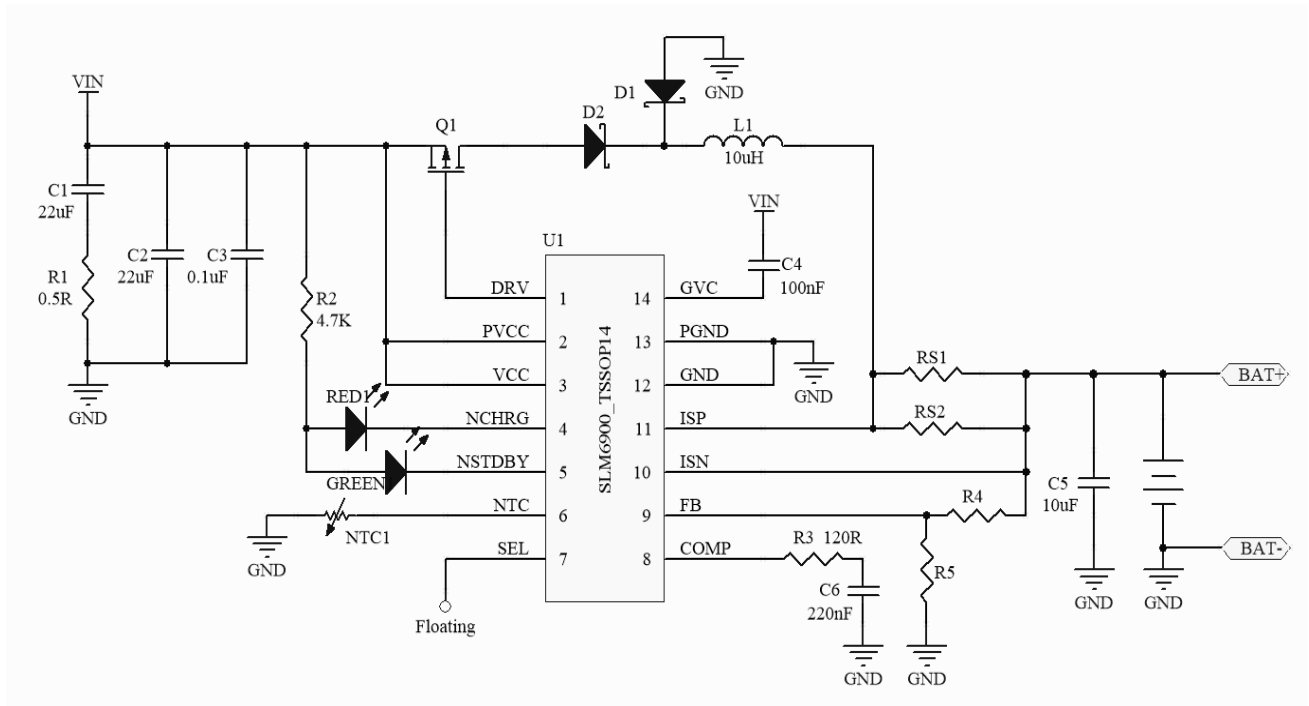 VIN
Q1
D2
D1
GND
L1
10uH
C1
22uF
R1
0.5R
C2
22uF
C3
0.1uF
GND
R2
4.7K
VIN
C4
100nF
U1
SLM6900_TSSOP14
DRV 1
PVCC 2
VCC 3
NCHRG 4
NSTDBY 5
NTC 6
SEL 7
14 GVC
13 PGND
12 GND
11 ISP
10 ISN
9 FB
8 COMP
RED1
GREEN
NTC1
GND
Floating
GND
RS1
RS2
R4
R5
R3 120R
C6
220nF
GND
GND
C5
10uF
GND
GND
BAT+
BAT-